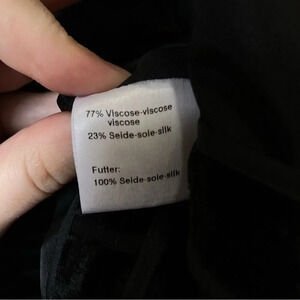 77% Viscose-viscose
viscose
23% Seide-sole-silk
Futter:
100% Seide-sole-silk